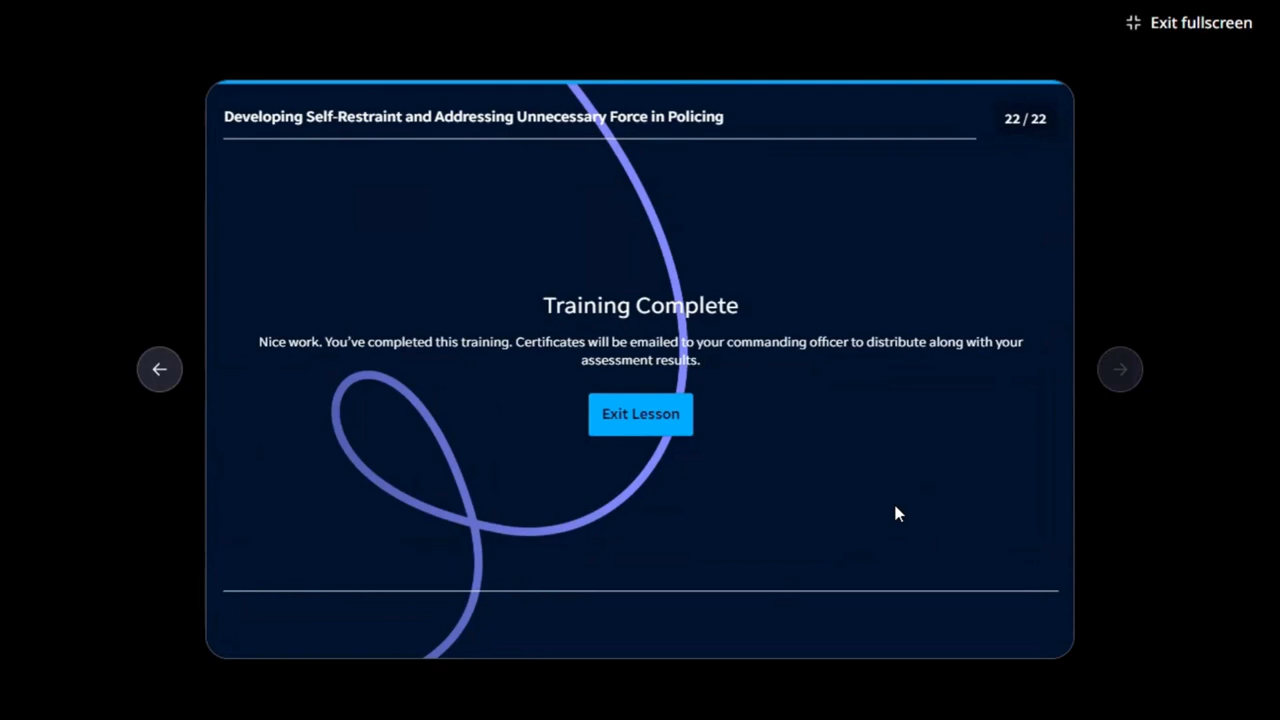 Exit fullscreen
Developing Self-Restraint and Addressing Unnecessary Force in Policing
22 / 22
Training Complete
Nice work. You've completed this training. Certificates will be emailed to your commanding officer to distribute along with your
assessment results.
Exit Lesson